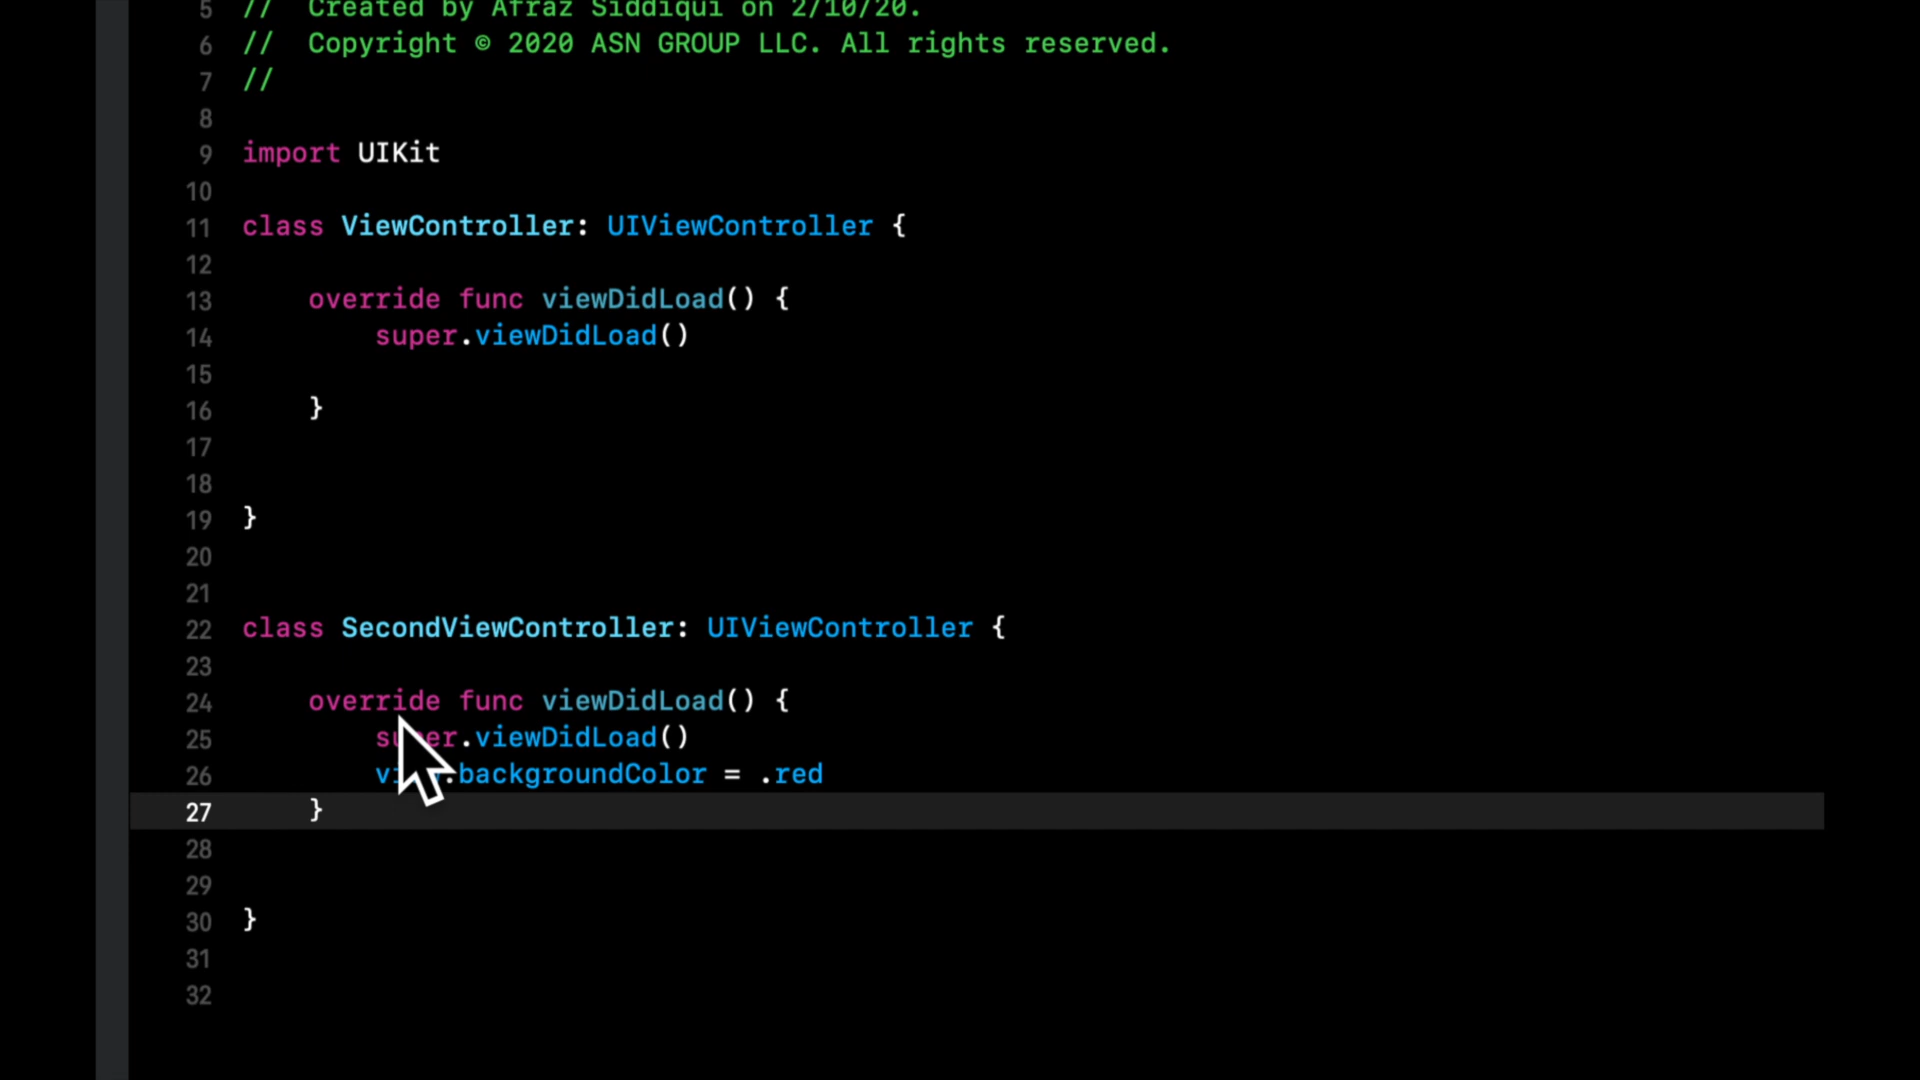 5 // Created by Afraz Siddiqui on 2/10/20.
6 // Copyright © 2020 ASN GROUP LLC. All rights reserved.
7 //
8
9 import UIKit
10
11 class ViewController: UIViewController {
12
13 override func viewDidLoad() {
14 super.viewDidLoad()
15
16 }
17
18
19 }
20
21
22 class SecondViewController: UIViewController {
23
24 override func viewDidLoad() {
25 super.viewDidLoad()
26 view.backgroundColor = .red
27 }
28
29
30 }
31
32